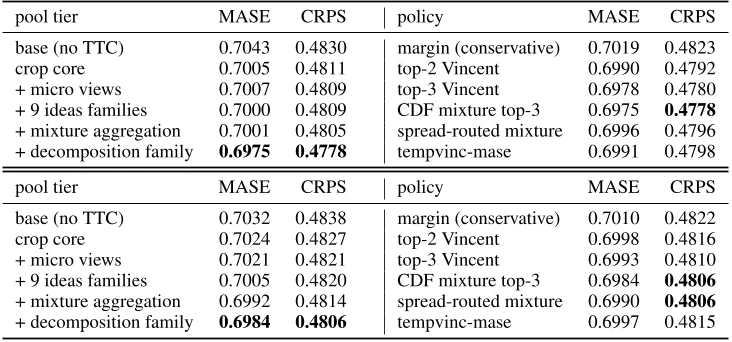 pool tier MASE CRPS policy MASE CRPS
base (no TTC) 0.7043 0.4830 margin (conservative) 0.7019 0.4823
crop core 0.7005 0.4811 top-2 Vincent 0.6990 0.4792
+ micro views 0.7007 0.4809 top-3 Vincent 0.6978 0.4780
+ 9 ideas families 0.7000 0.4809 CDF mixture top-3 0.6975 0.4778
+ mixture aggregation 0.7001 0.4805 spread-routed mixture 0.6996 0.4796
+ decomposition family 0.6975 0.4778 tempvinc-mase 0.6991 0.4798
pool tier MASE CRPS policy MASE CRPS
base (no TTC) 0.7032 0.4838 margin (conservative) 0.7010 0.4822
crop core 0.7024 0.4827 top-2 Vincent 0.6998 0.4816
+ micro views 0.7021 0.4821 top-3 Vincent 0.6993 0.4810
+ 9 ideas families 0.7005 0.4820 CDF mixture top-3 0.6984 0.4806
+ mixture aggregation 0.6992 0.4814 spread-routed mixture 0.6990 0.4806
+ decomposition family 0.6984 0.4806 tempvinc-mase 0.6997 0.4815